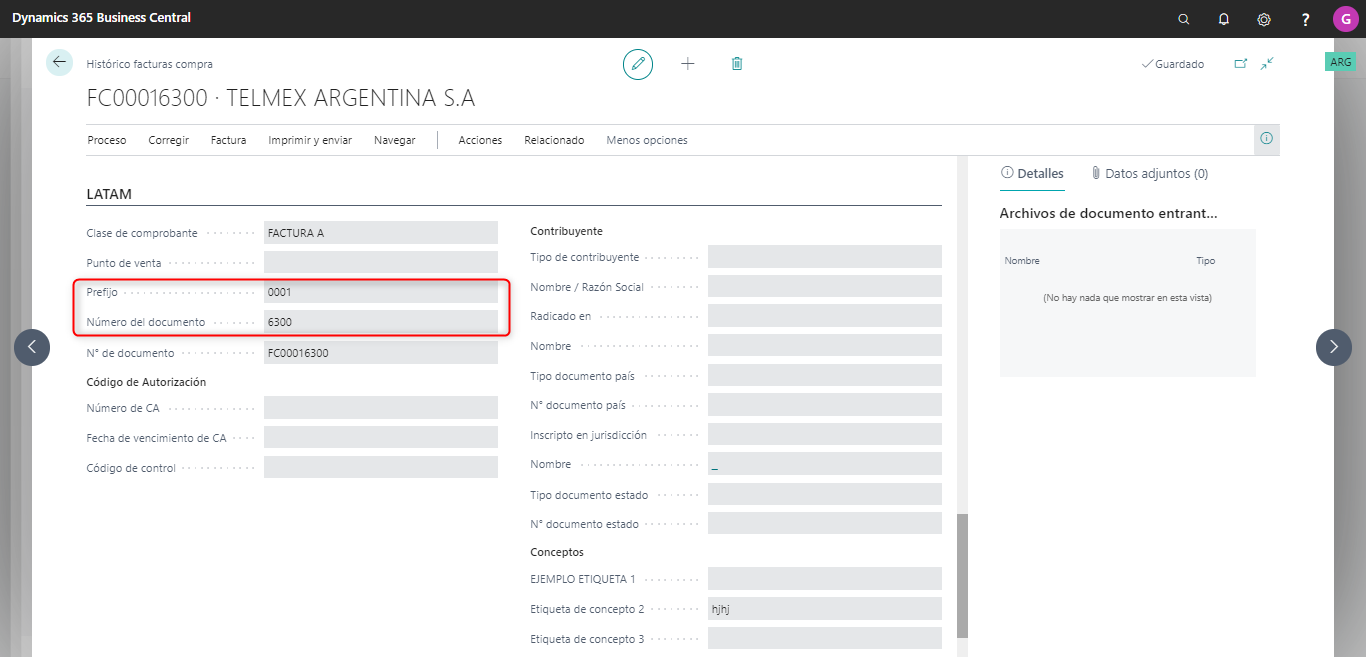 Dynamics 365 Business Central
?
G
Histórico facturas compra
Guardado
ARG
FC00016300 · TELMEX ARGENTINA S.A
Proceso Corregir Factura Imprimir y enviar Navegar Acciones Relacionado Menos opciones
LATAM
Clase de comprobante FACTURA A
Punto de venta
Prefijo 0001
Número del documento 6300
N° de documento FC00016300
Código de Autorización
Número de CA
Fecha de vencimiento de CA
Código de control
Contribuyente
Tipo de contribuyente
Nombre / Razón Social
Radicado en
Nombre
Tipo documento país
N° documento país
Inscripto en jurisdicción
Nombre _
Tipo documento estado
N° documento estado
Conceptos
EJEMPLO ETIQUETA 1
Etiqueta de concepto 2 hjhj
Etiqueta de concepto 3
Detalles Datos adjuntos (0)
Archivos de documento entrant...
Nombre Tipo
(No hay nada que mostrar en esta vista)